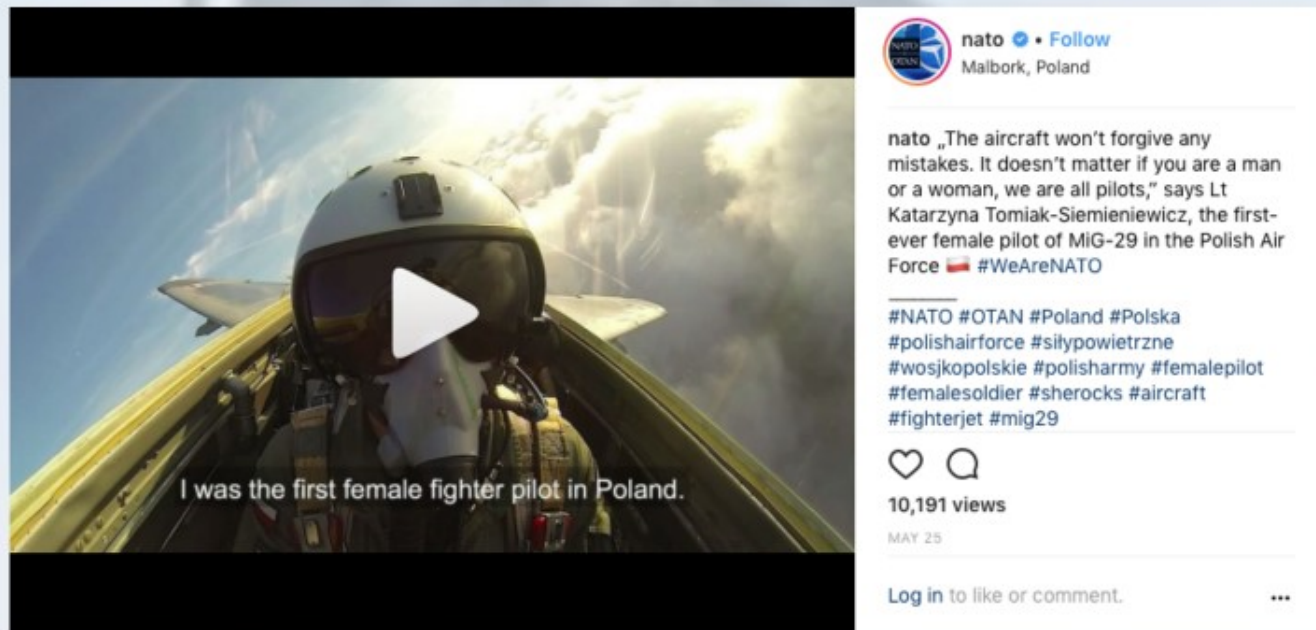 I was the first female fighter pilot in Poland.
NATO
OTAN
nato • Follow
Malbork, Poland
nato „The aircraft won't forgive any
mistakes. It doesn't matter if you are a man
or a woman, we are all pilots,” says Lt
Katarzyna Tomiak-Siemieniewicz, the first-
ever female pilot of MiG-29 in the Polish Air
Force 🇵🇱 #WeAreNATO
________
#NATO #OTAN #Poland #Polska
#polishairforce #siłypowietrzne
#wosjkopolskie #polisharmy #femalepilot
#femalesoldier #sherocks #aircraft
#fighterjet #mig29
10,191 views
MAY 25
Log in to like or comment.